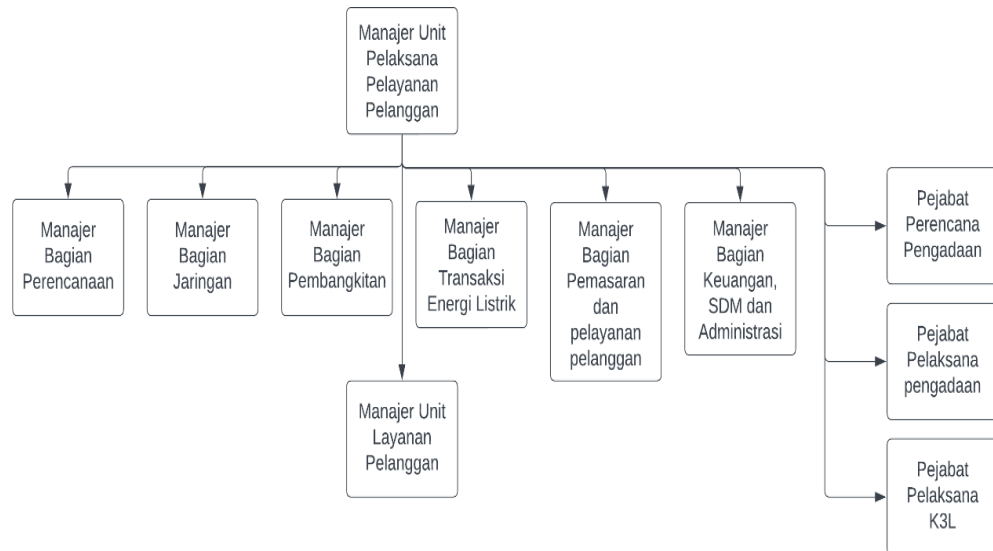 Manajer Unit
Pelaksana
Pelayanan
Pelanggan
Manajer
Bagian
Perencanaan
Manajer
Bagian
Jaringan
Manajer
Bagian
Pembangkitan
Manajer
Bagian
Transaksi
Energi Listrik
Manajer
Bagian
Pemasaran
dan
pelayanan
pelanggan
Manajer
Bagian
Keuangan,
SDM dan
Administrasi
Pejabat
Perencana
Pengadaan
Pejabat
Pelaksana
pengadaan
Pejabat
Pelaksana
K3L
Manajer Unit
Layanan
Pelanggan